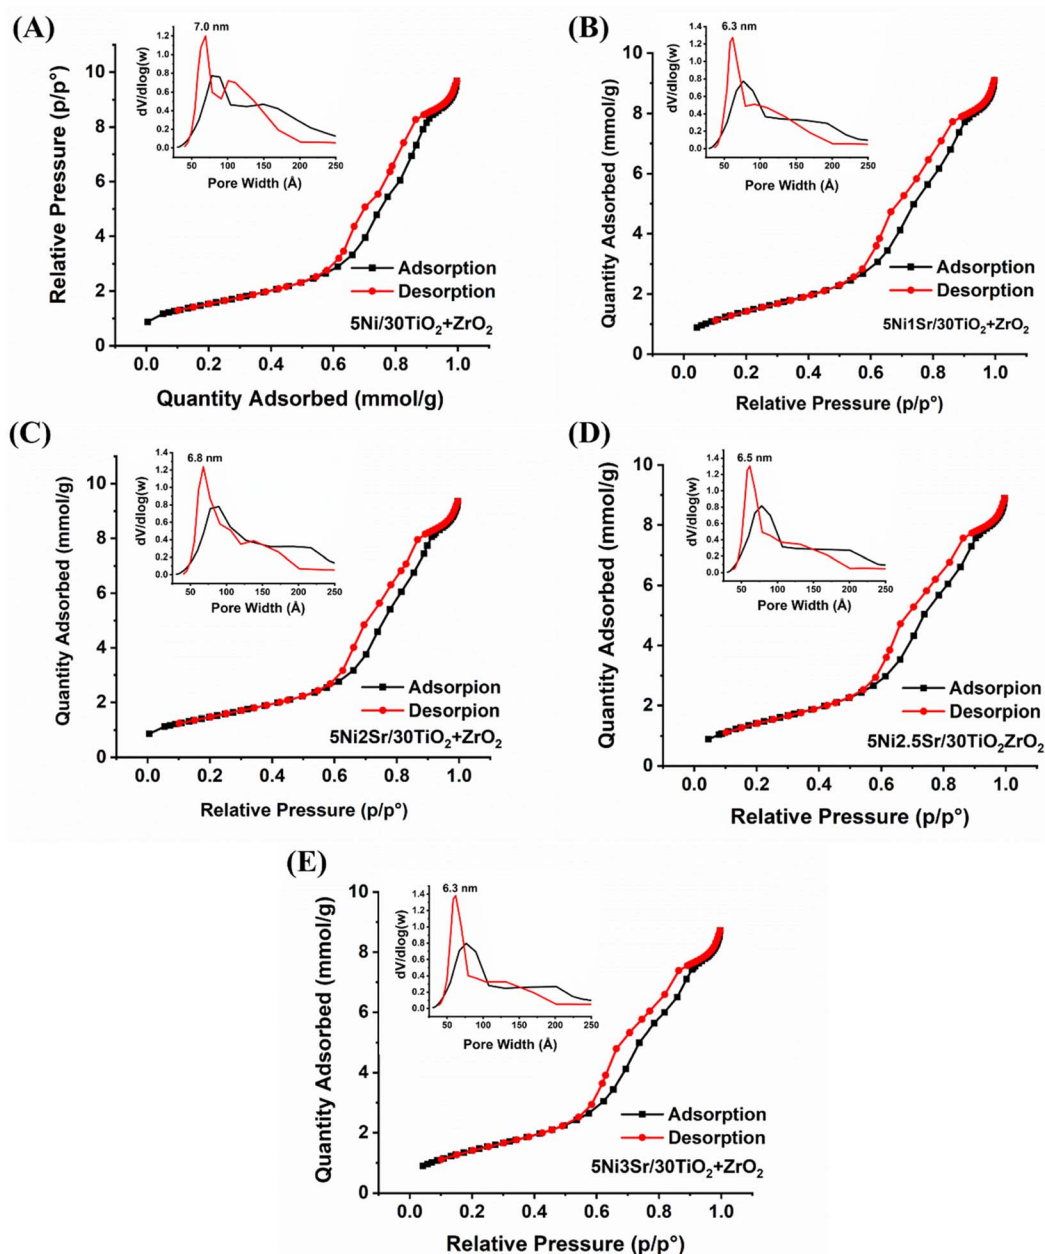 (A)
7.0 nm
dV/dlog(w)
1.2
1.0
0.8
0.6
0.4
0.2
0.0
50 100 150 200 250
Pore Width (Å)
Relative Pressure (p/p°)
10
8
6
4
2
0
Adsorption
Desorption
5Ni/30TiO₂+ZrO₂
0.0 0.2 0.4 0.6 0.8 1.0
Quantity Adsorbed (mmol/g)
(B)
6.3 nm
dV/dlog(w)
1.4
1.2
1.0
0.8
0.6
0.4
0.2
0.0
50 100 150 200 250
Pore Width (Å)
Quantity Adsorbed (mmol/g)
10
8
6
4
2
0
Adsorption
Desorption
5Ni1Sr/30TiO₂+ZrO₂
0.0 0.2 0.4 0.6 0.8 1.0
Relative Pressure (p/p°)
(C)
6.8 nm
dV/dlog(w)
1.4
1.2
1.0
0.8
0.6
0.4
0.2
0.0
50 100 150 200 250
Pore Width (Å)
Quantity Adsorbed (mmol/g)
10
8
6
4
2
0
Adsorpion
Desorpion
5Ni2Sr/30TiO₂+ZrO₂
0.0 0.2 0.4 0.6 0.8 1.0
Relative Pressure (p/p°)
(D)
6.5 nm
dV/dlog(w)
1.4
1.2
1.0
0.8
0.6
0.4
0.2
0.0
50 100 150 200 250
Pore Width (Å)
Quantity Adsorbed (mmol/g)
10
8
6
4
2
0
Adsorpion
Desorpion
5Ni2.5Sr/30TiO₂ZrO₂
0.0 0.2 0.4 0.6 0.8 1.0
Relative Pressure (p/p°)
(E)
6.3 nm
dV/dlog(w)
1.4
1.2
1.0
0.8
0.6
0.4
0.2
0.0
50 100 150 200 250
Pore Width (Å)
Quantity Adsorbed (mmol/g)
10
8
6
4
2
0
Adsorption
Desorption
5Ni3Sr/30TiO₂+ZrO₂
0.0 0.2 0.4 0.6 0.8 1.0
Relative Pressure (p/p°)